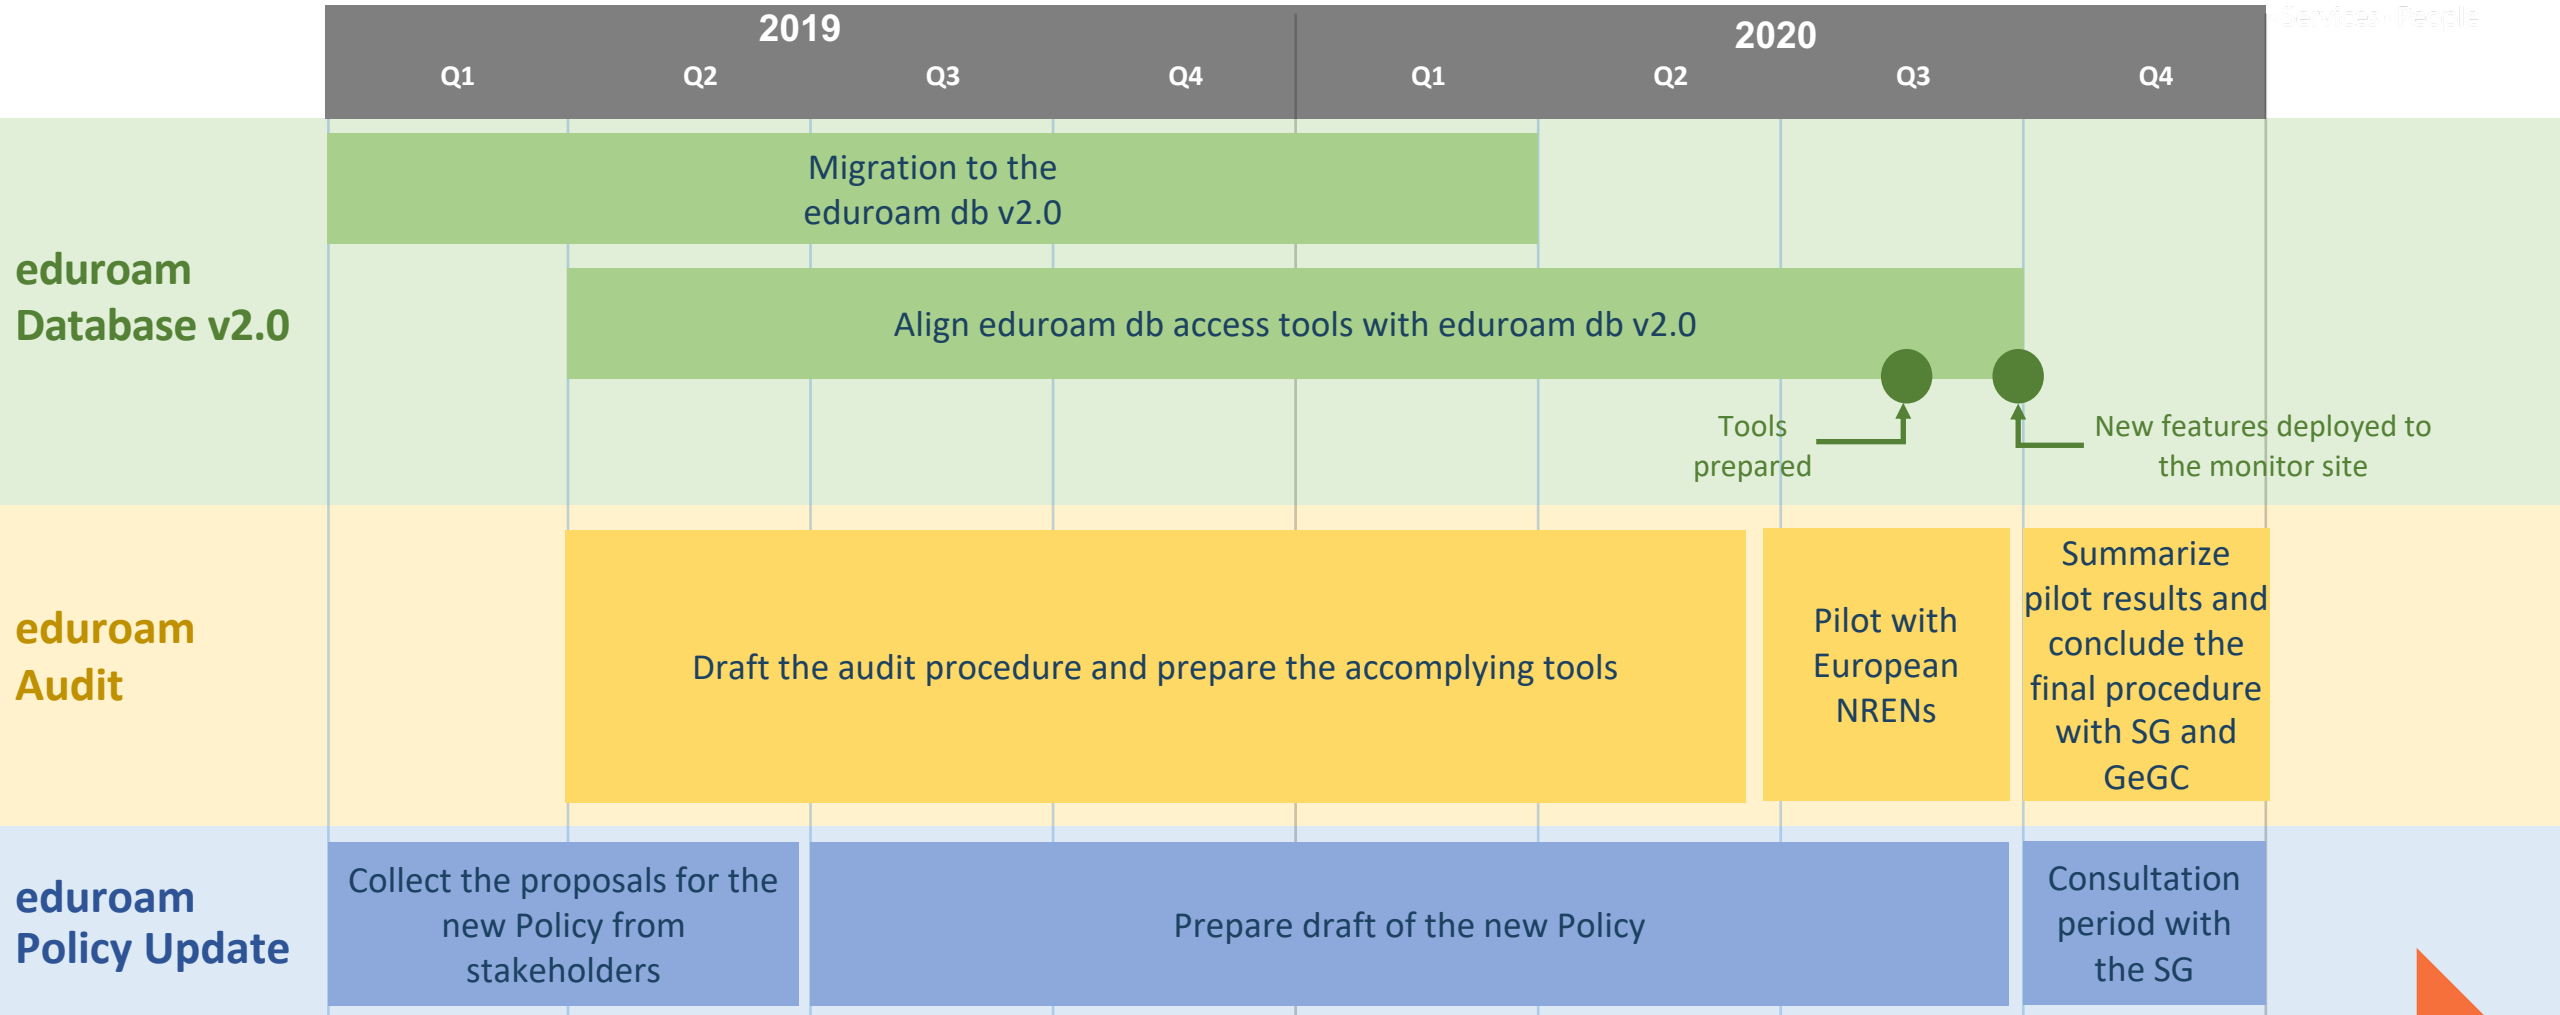 Services People
2019
2020
Q1 Q2 Q3 Q4 Q1 Q2 Q3 Q4
eduroam
Database v2.0
Migration to the
eduroam db v2.0
Align eduroam db access tools with eduroam db v2.0
Tools
prepared
New features deployed to
the monitor site
eduroam
Audit
Draft the audit procedure and prepare the accomplying tools
Pilot with
European
NRENs
Summarize
pilot results and
conclude the
final procedure
with SG and
GeGC
eduroam
Policy Update
Collect the proposals for the
new Policy from
stakeholders
Prepare draft of the new Policy
Consultation
period with
the SG